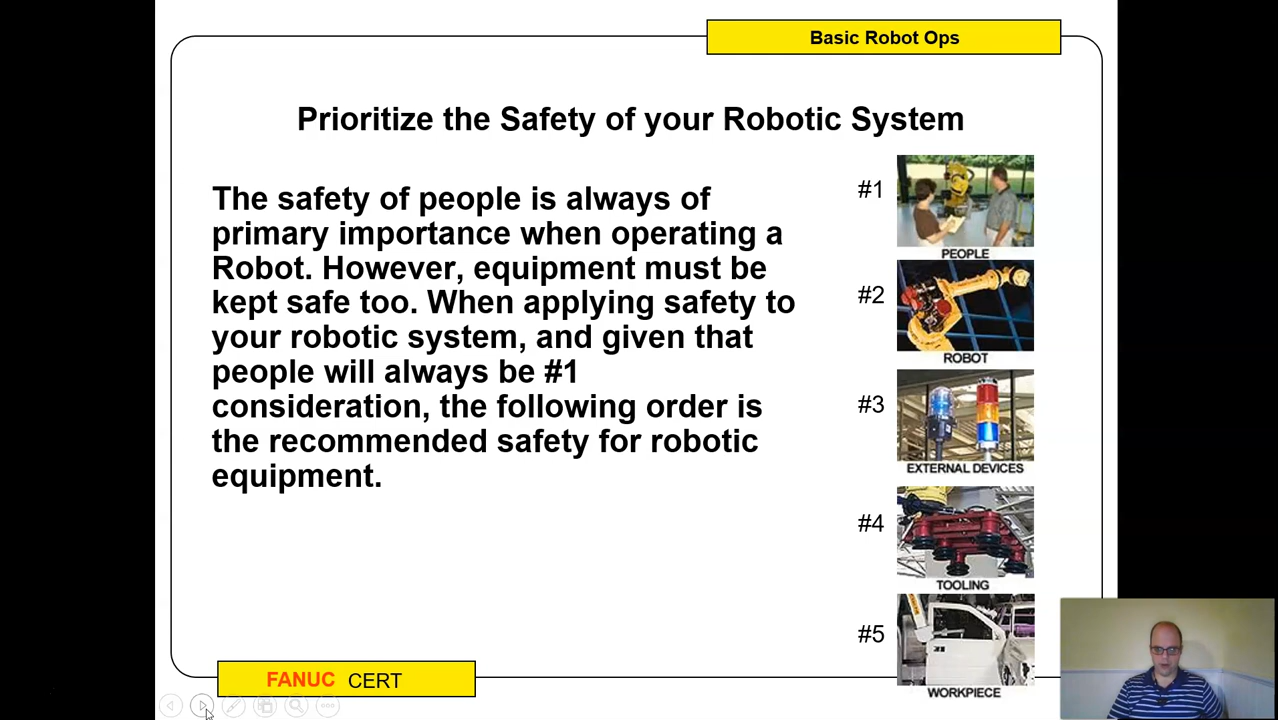 Basic Robot Ops
Prioritize the Safety of your Robotic System
The safety of people is always of
primary importance when operating a
Robot. However, equipment must be
kept safe too. When applying safety to
your robotic system, and given that
people will always be #1
consideration, the following order is
the recommended safety for robotic
equipment.
#1
PEOPLE
#2
ROBOT
#3
EXTERNAL DEVICES
#4
TOOLING
#5
WORKPIECE
FANUC CERT